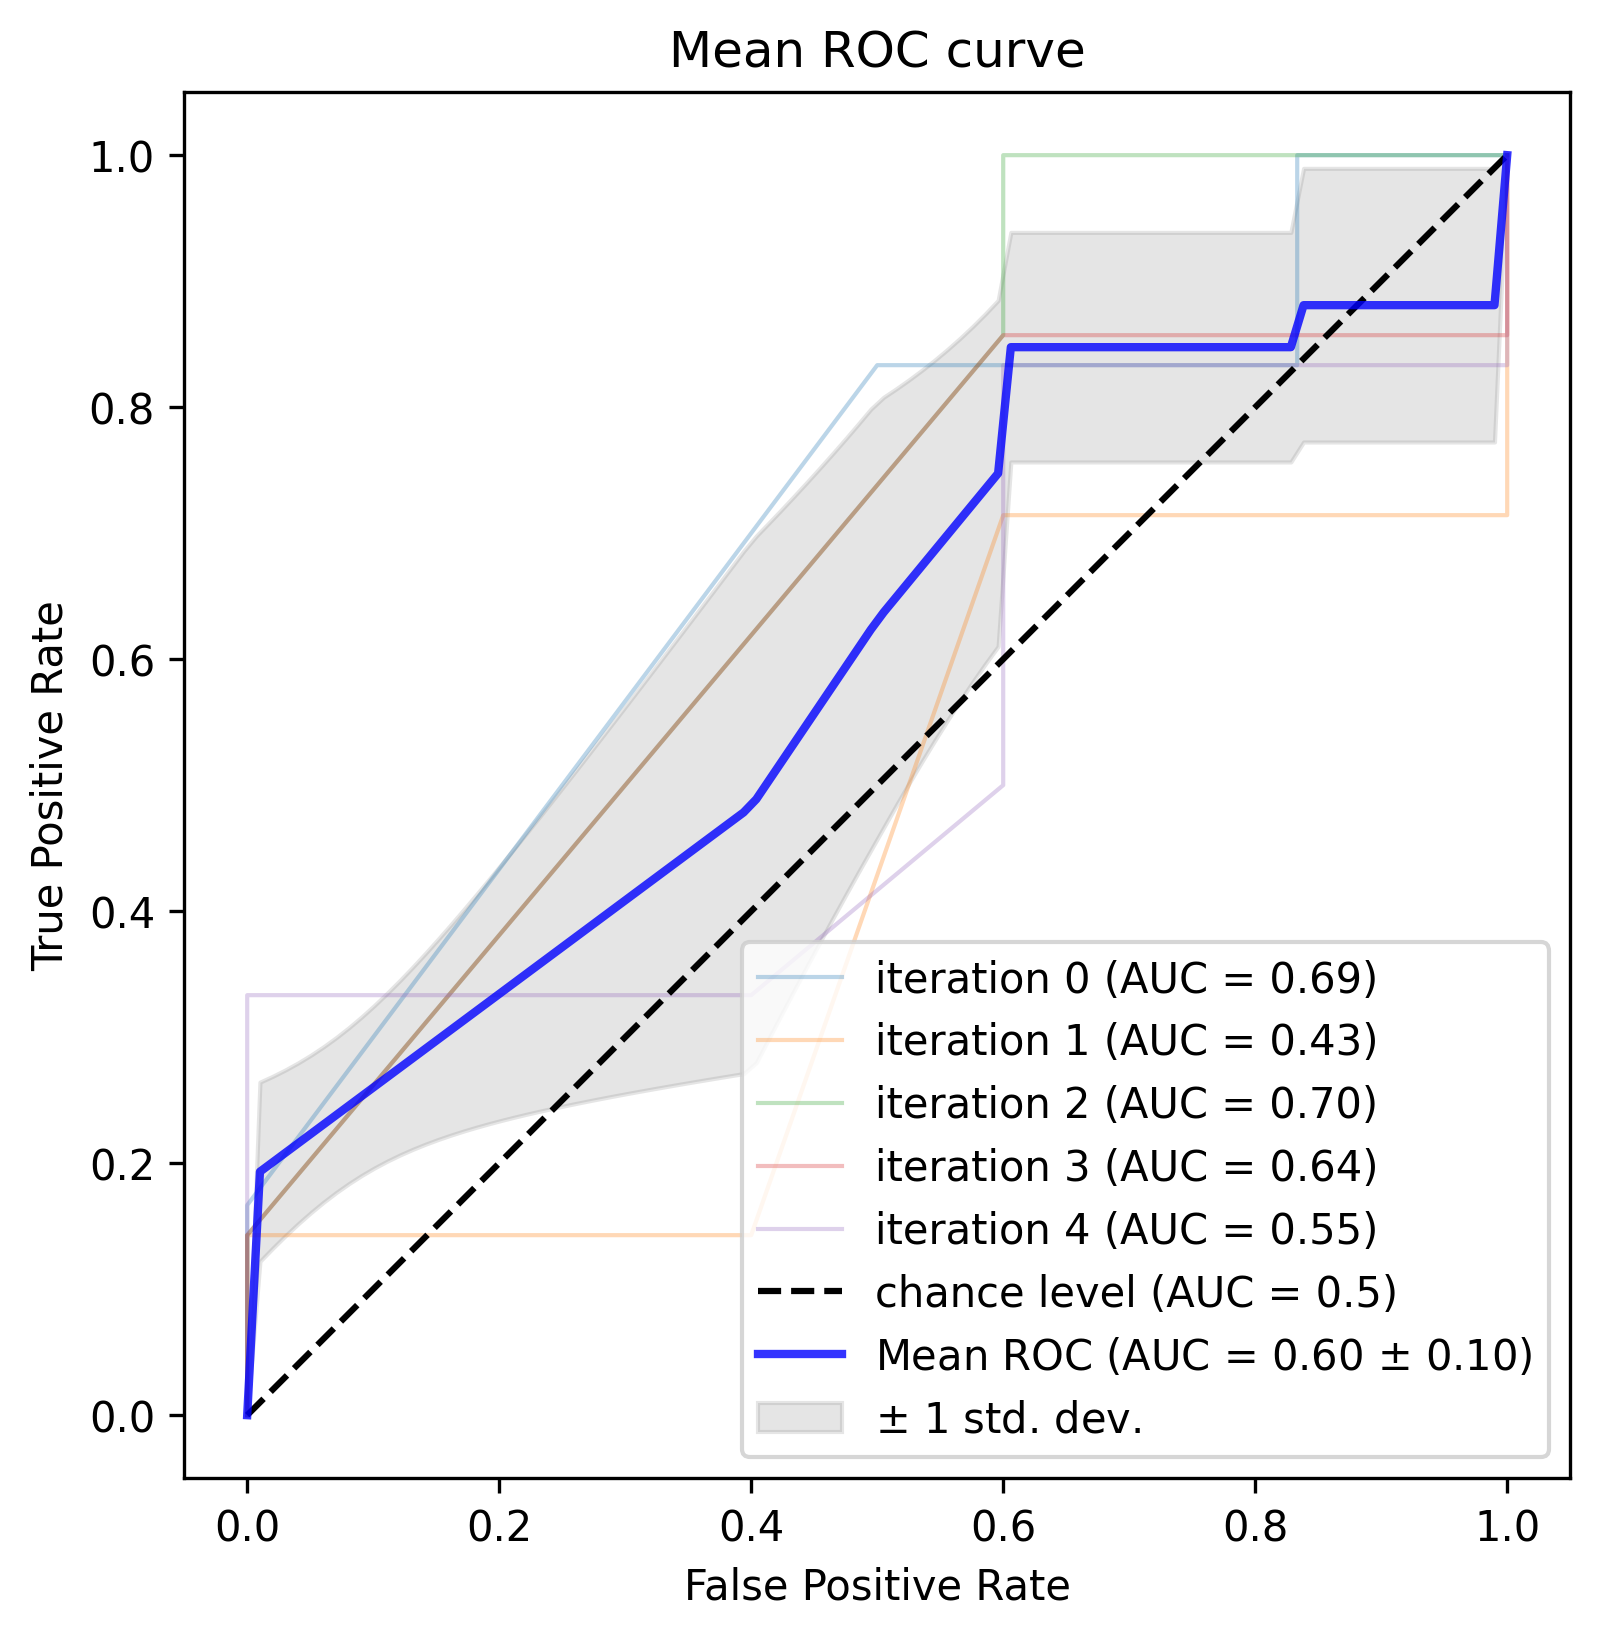 Mean ROC curve
1.0
0.8
0.6
0.4
0.2
0.0
True Positive Rate
iteration 0 (AUC = 0.69)
iteration 1 (AUC = 0.43)
iteration 2 (AUC = 0.70)
iteration 3 (AUC = 0.64)
iteration 4 (AUC = 0.55)
chance level (AUC = 0.5)
Mean ROC (AUC = 0.60 ± 0.10)
± 1 std. dev.
0.0 0.2 0.4 0.6 0.8 1.0
False Positive Rate